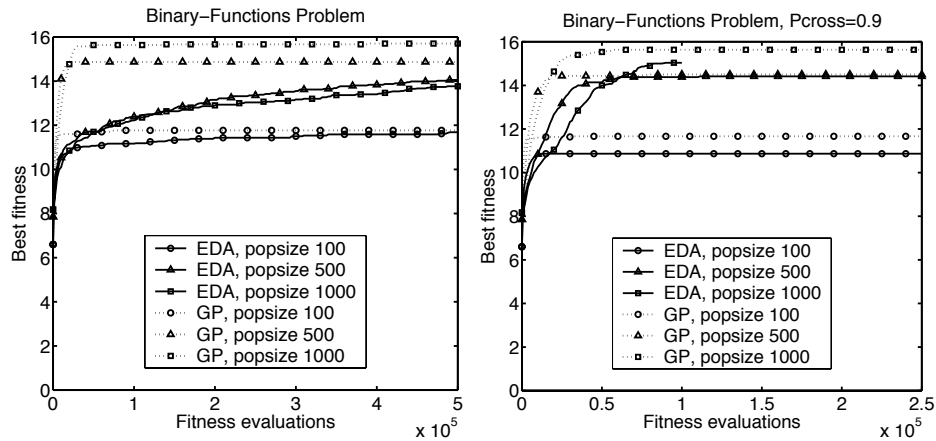 Binary−Functions Problem
16
14
12
10
8
6
4
2
0
Best fitness
EDA, popsize 100
EDA, popsize 500
EDA, popsize 1000
GP, popsize 100
GP, popsize 500
GP, popsize 1000
0 1 2 3 4 5
Fitness evaluations
x 10^5
Binary−Functions Problem, Pcross=0.9
16
14
12
10
8
6
4
2
0
Best fitness
EDA, popsize 100
EDA, popsize 500
EDA, popsize 1000
GP, popsize 100
GP, popsize 500
GP, popsize 1000
0 0.5 1 1.5 2 2.5
Fitness evaluations
x 10^5